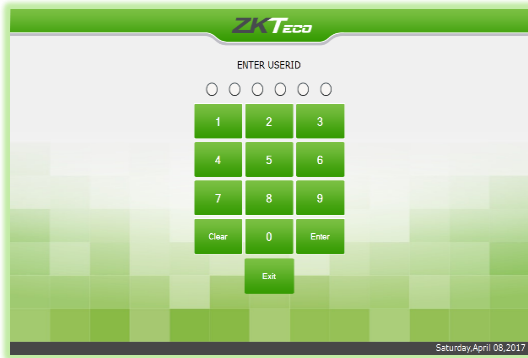 ZKTeco
ENTER USERID
1 2 3
4 5 6
7 8 9
Clear 0 Enter
Exit
Saturday,April 08,2017